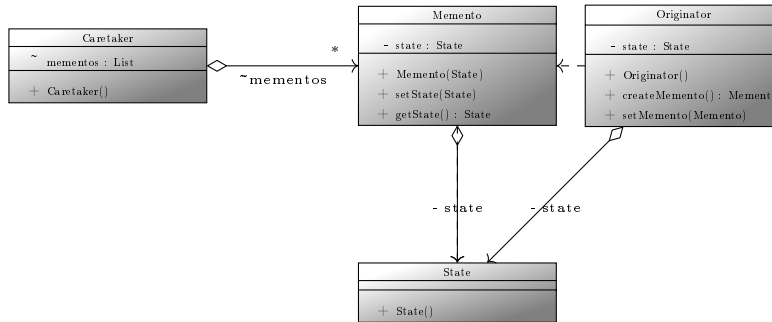 Caretaker
~ mementos : List
+ Caretaker()
*
~mementos
Memento
- state : State
+ Memento(State)
+ setState(State)
+ getState() : State
Originator
- state : State
+ Originator()
+ createMemento() : Mement
+ setMemento(Memento)
- state
- state
State
+ State()